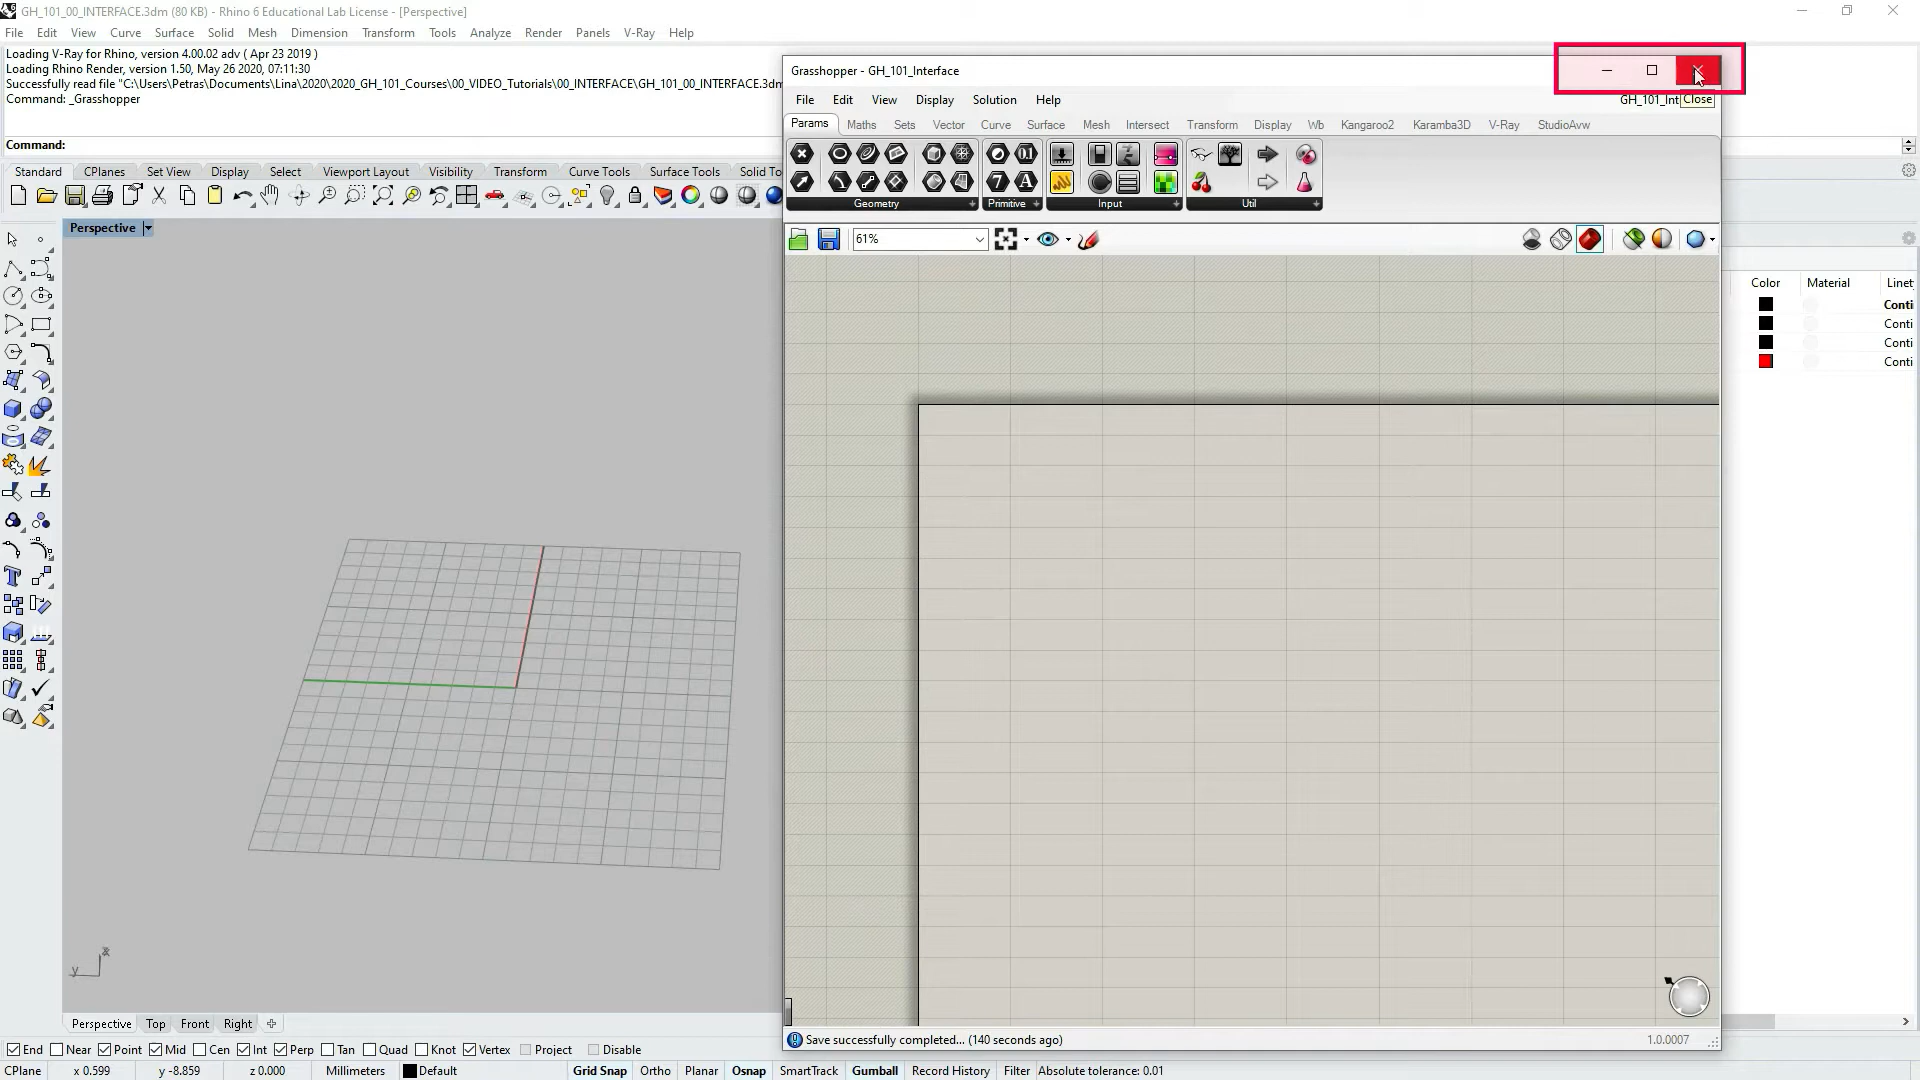 GH_101_00_INTERFACE.3dm (80 KB) - Rhino 6 Educational Lab License - [Perspective]
File Edit View Curve Surface Solid Mesh Dimension Transform Tools Analyze Render Panels V-Ray Help
Loading V-Ray for Rhino, version 4.00.02 adv ( Apr 23 2019 )
Loading Rhino Render, version 1.50, May 26 2020, 07:11:30
Successfully read file "C:\Users\Petras\Documents\Lina\2020\2020_GH_101_Courses\00_VIDEO_Tutorials\00_INTERFACE\GH_101_00_INTERFACE.3dm
Command: _Grasshopper
Command:
Standard CPlanes Set View Display Select Viewport Layout Visibility Transform Curve Tools Surface Tools Solid To
Perspective
Grasshopper - GH_101_Interface
File Edit View Display Solution Help GH_101_Int
Close
Params Maths Sets Vector Curve Surface Mesh Intersect Transform Display Wb Kangaroo2 Karamba3D V-Ray StudioAvw
Geometry Primitive Input Util
61%
Color Material Linet
Conti
Conti
Conti
Conti
Save successfully completed... (140 seconds ago) 1.0.0007
z
y
Perspective Top Front Right
End Near Point Mid Cen Int Perp Tan Quad Knot Vertex Project Disable
CPlane x 0.599 y -8.859 z 0.000 Millimeters Default Grid Snap Ortho Planar Osnap SmartTrack Gumball Record History Filter Absolute tolerance: 0.01